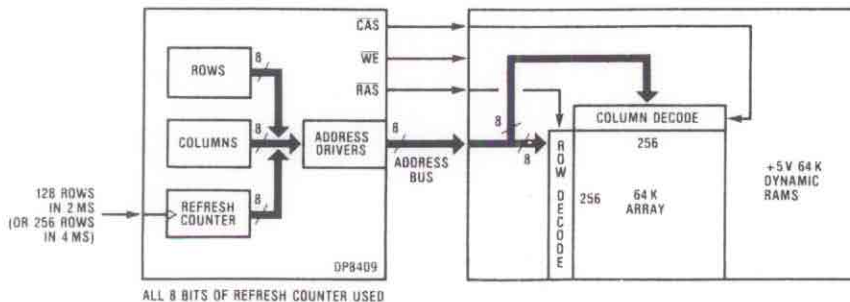 CAS
WE
RAS
8
ROWS
8
COLUMNS
ADDRESS
DRIVERS
8
ADDRESS
BUS
128 ROWS
IN 2 MS
(OR 256 ROWS
IN 4 MS)
REFRESH
COUNTER
8
DP8409
ALL 8 BITS OF REFRESH COUNTER USED
8
8
COLUMN DECODE
ROW DECODE
256
256
64 K
ARRAY
+5V 64 K
DYNAMIC
RAMS